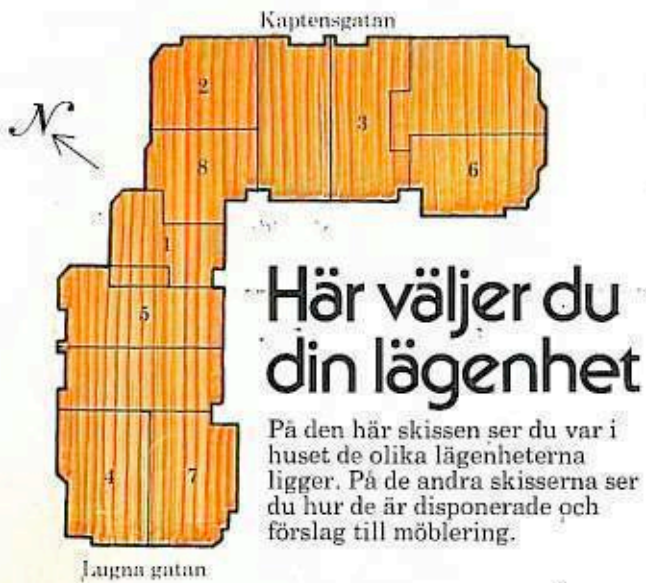 Kaptensgatan
N
2
3
8
6
1
5
4
7
Här väljer du
din lägenhet
På den här skissen ser du var i
huset de olika lägenheterna
ligger. På de andra skisserna ser
du hur de är disponerade och
förslag till möblering.
Lugna gatan